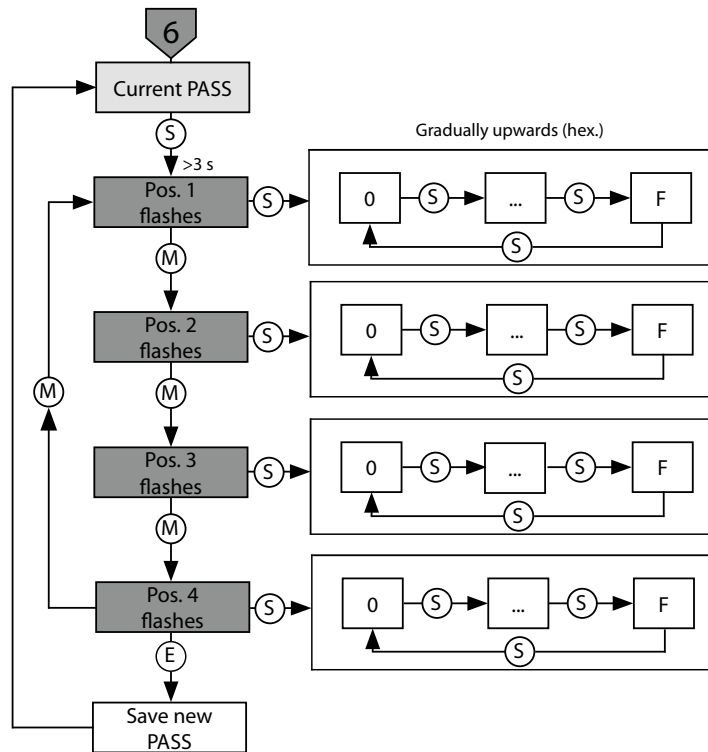 6
Current PASS
S
>3 s
Gradually upwards (hex.)
Pos. 1
flashes
S
0
S
...
S
F
S
M
Pos. 2
flashes
S
0
S
...
S
F
S
M
M
Pos. 3
flashes
S
0
S
...
S
F
S
M
Pos. 4
flashes
S
0
S
...
S
F
S
E
Save new
PASS